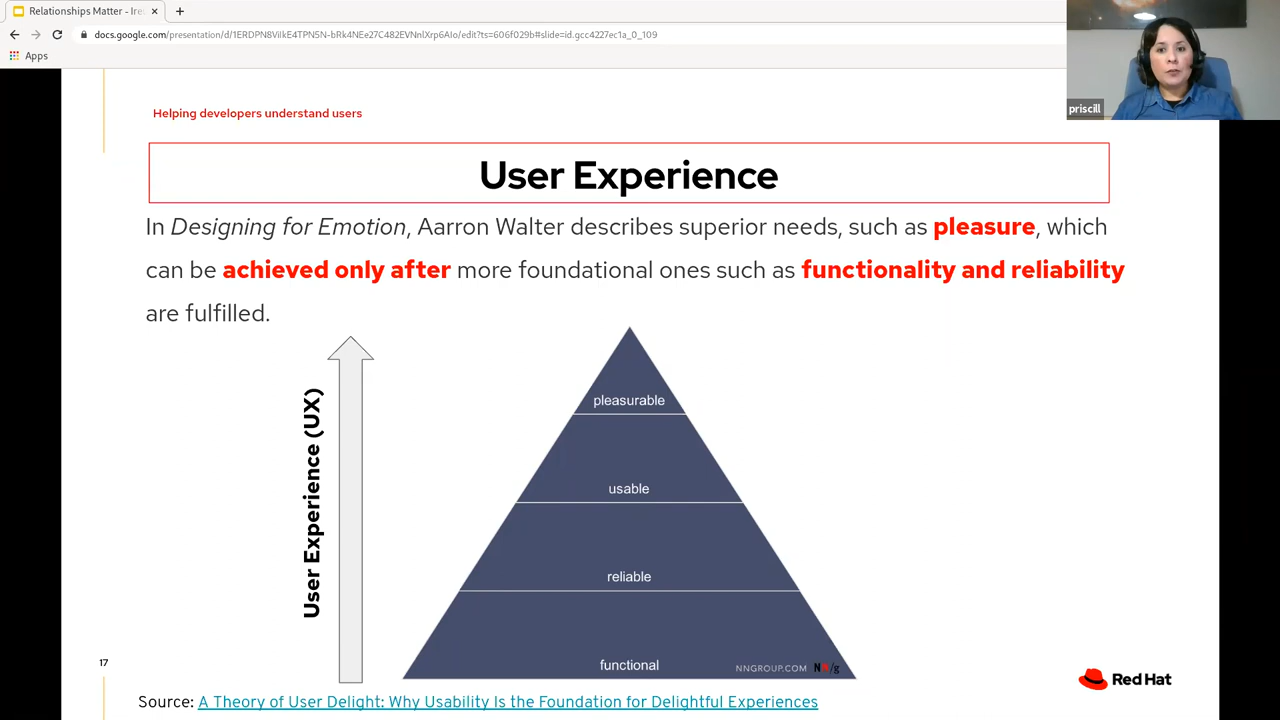 Relationships Matter - Ire
docs.google.com/presentation/d/1ERDPN8VilkE4TPN5N-bRk4NEe27C482EVNnlXrp6AIo/edit?ts=606f029b#slide=id.gcc4227ec1a_0_109
Apps
priscill
Helping developers understand users
User Experience
In Designing for Emotion, Aarron Walter describes superior needs, such as pleasure, which
can be achieved only after more foundational ones such as functionality and reliability
are fulfilled.
User Experience (UX)
pleasurable
usable
reliable
functional
NNGROUP.COM NN/g
17
Red Hat
Source: A Theory of User Delight: Why Usability Is the Foundation for Delightful Experiences